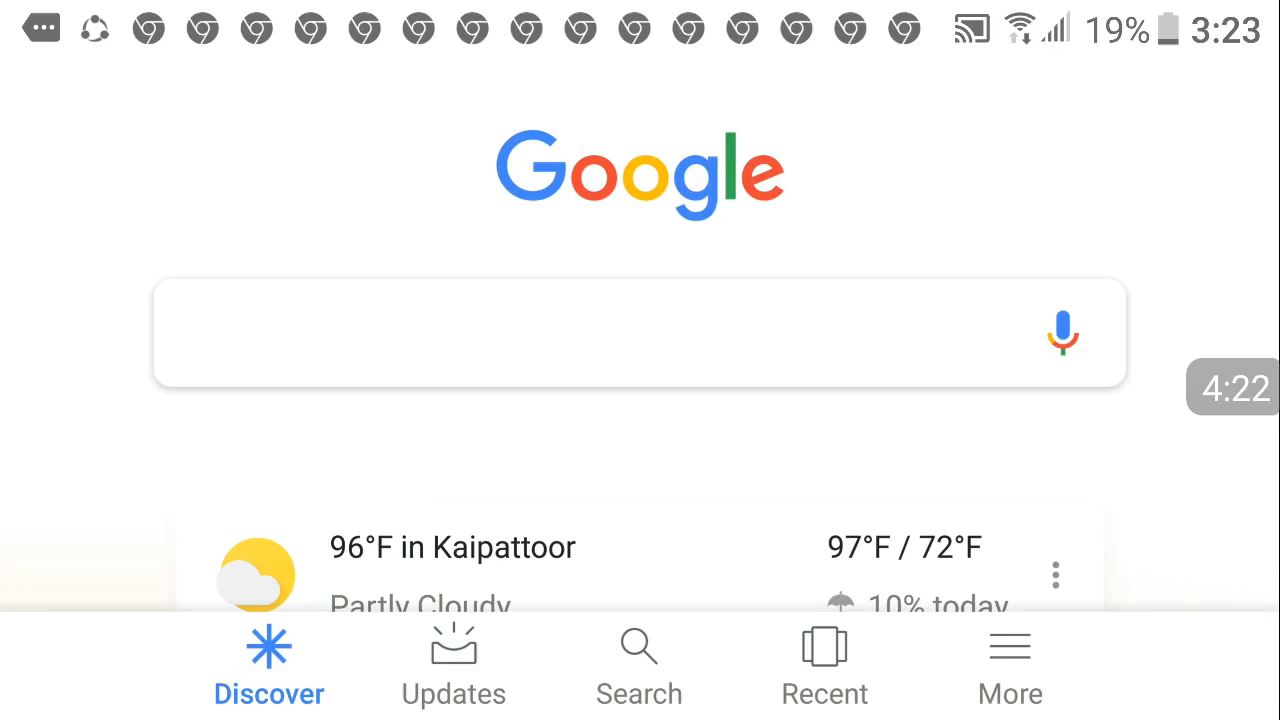 19% 3:23
Google
4:22
96°F in Kaipattoor 97°F / 72°F
Partly Cloudy 10% today
Discover Updates Search Recent More